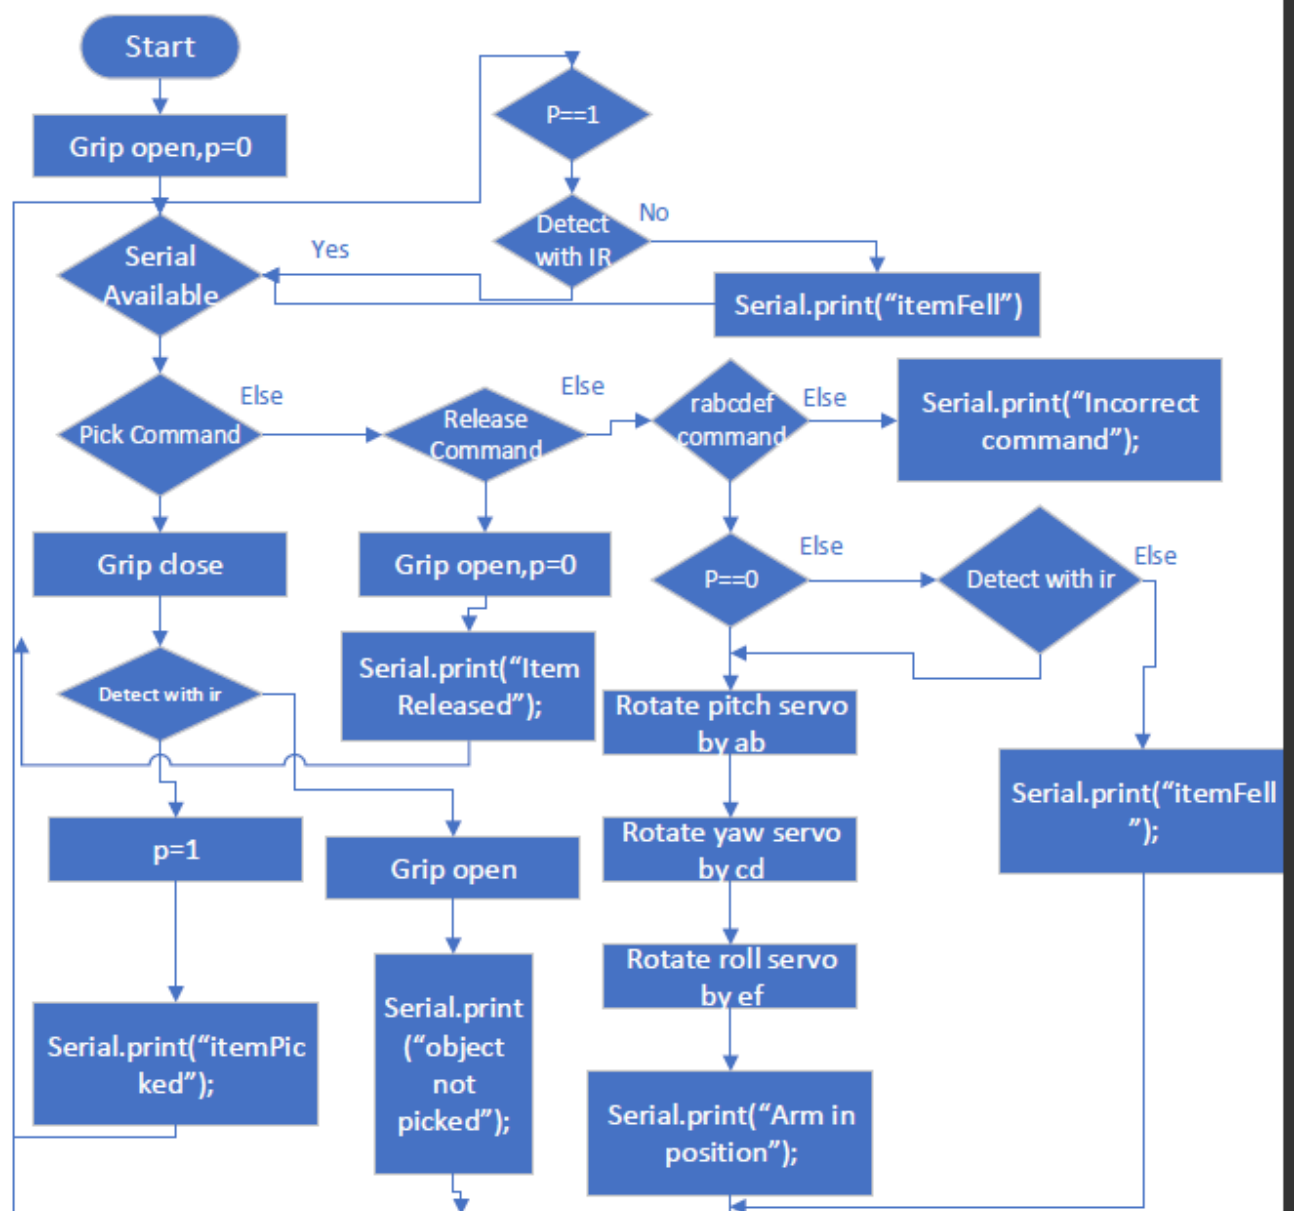 Start
Grip open,p=0
P==1
Detect
with IR
No
Yes
Serial
Available
Serial.print(“itemFell”)
Pick Command
Else
Release
Command
Else
rabcdef
command
Else
Serial.print(“Incorrect
command”);
Grip close
Grip open,p=0
P==0
Else
Detect with ir
Else
Detect with ir
Serial.print(“Item
Released”);
Rotate pitch servo
by ab
Serial.print(“itemFell
”);
p=1
Grip open
Rotate yaw servo
by cd
Rotate roll servo
by ef
Serial.print(“itemPic
ked”);
Serial.print
(“object
not
picked”);
Serial.print(“Arm in
position”);